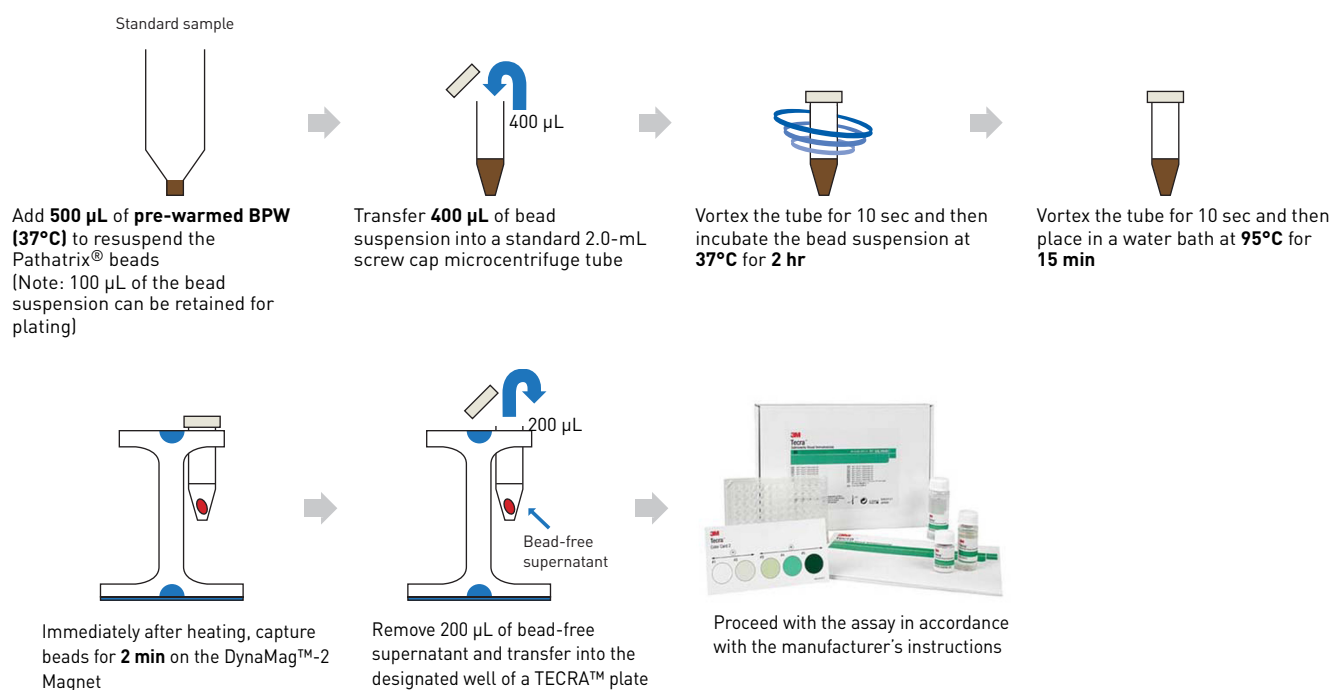 Standard sample
400 µL
Add 500 µL of pre-warmed BPW
(37°C) to resuspend the
Pathatrix® beads
(Note: 100 µL of the bead
suspension can be retained for
plating)
Transfer 400 µL of bead
suspension into a standard 2.0-mL
screw cap microcentrifuge tube
Vortex the tube for 10 sec and then
incubate the bead suspension at
37°C for 2 hr
Vortex the tube for 10 sec and then
place in a water bath at 95°C for
15 min
200 µL
Bead-free
supernatant
Immediately after heating, capture
beads for 2 min on the DynaMag™-2
Magnet
Remove 200 µL of bead-free
supernatant and transfer into the
designated well of a TECRA™ plate
3M
Tecra
3M
Tecra
Color Card 2
Proceed with the assay in accordance
with the manufacturer's instructions